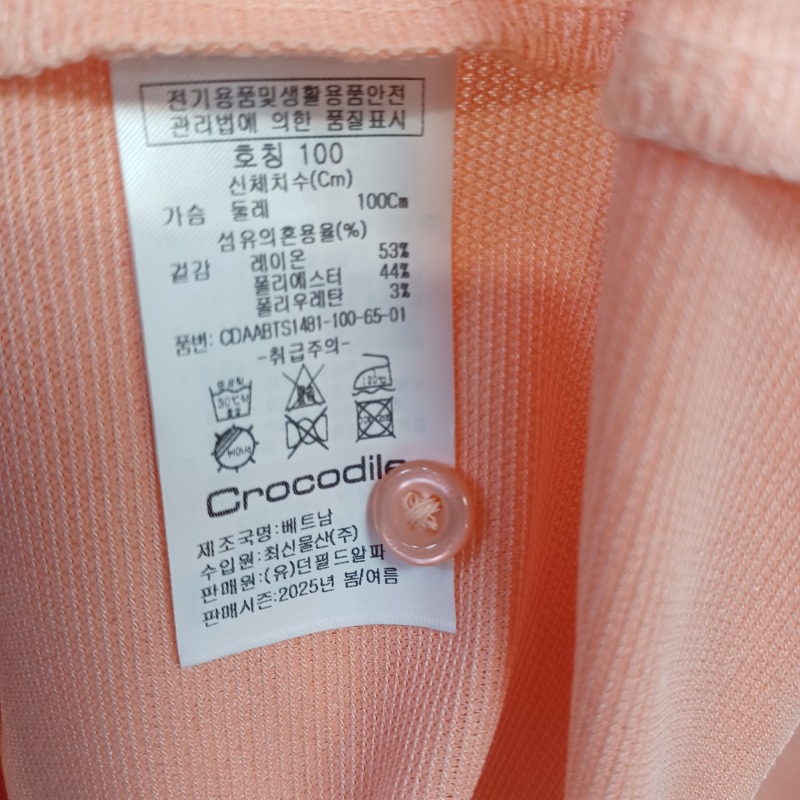 전기용품및생활용품안전
관리법에 의한 품질표시
호칭 100
신체치수(Cm)
가슴 둘레 100Cm
섬유의혼용율(%)
겉감 레이온 53%
폴리에스터 44%
폴리우레탄 3%
품번: CDAABTS1481-100-65-01
-취급주의-
30℃
120℃
Crocodile
제조국명:베트남
수입원:최신물산(주)
판매원:(유)던필드알파
판매시즌:2025년 봄/여름